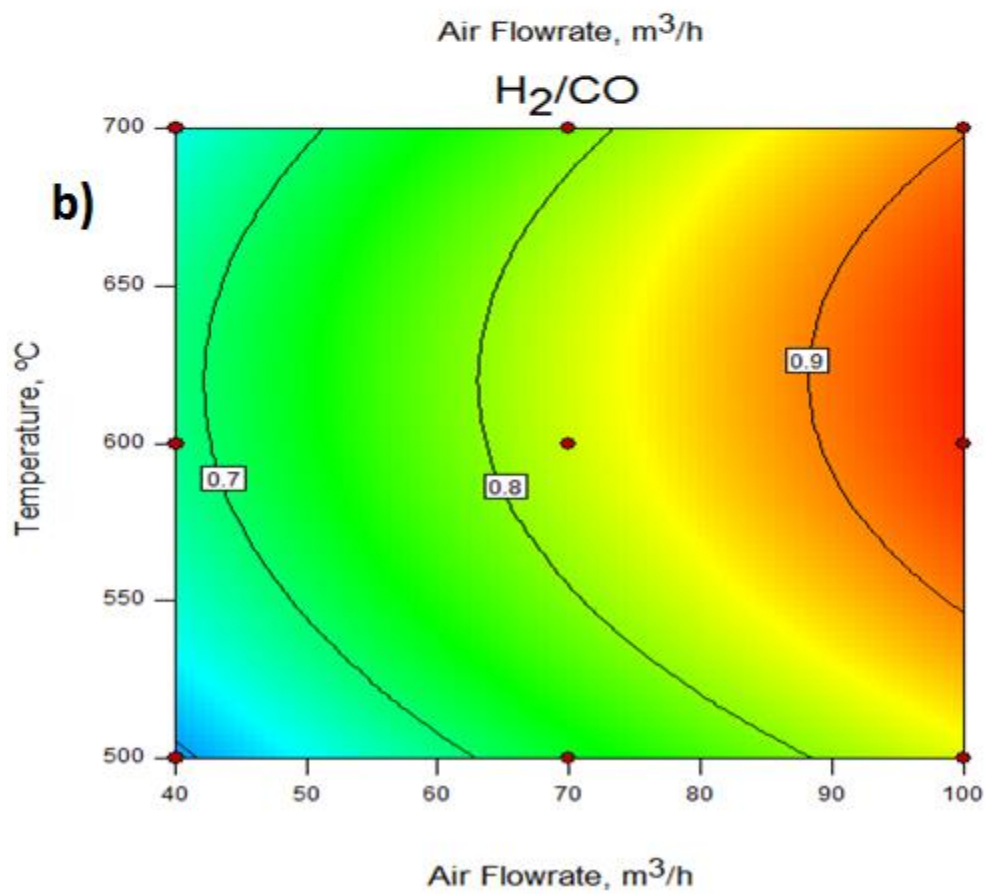 Air Flowrate, m³/h
H₂/CO
b)
700
650
600
550
500
Temperature, ºC
0.7
0.8
0.9
40 50 60 70 80 90 100
Air Flowrate, m³/h